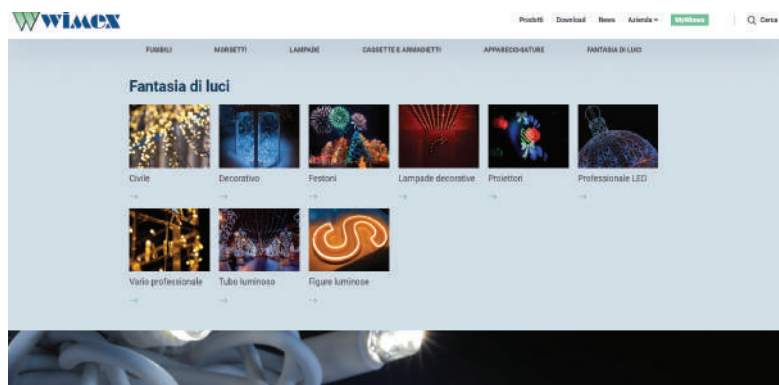 Wimex
Prodotti Download News Azienda MyWimex Cerca
FUSIBILI MORSETTI LAMPADE CASSETTE E ARMADIETTI APPARECCHIATURE FANTASIA DI LUCI
Fantasia di luci
Civile Decorativo Festoni Lampade decorative Proiettori Professionale LED
Vario professionale Tubo luminoso Figure luminose